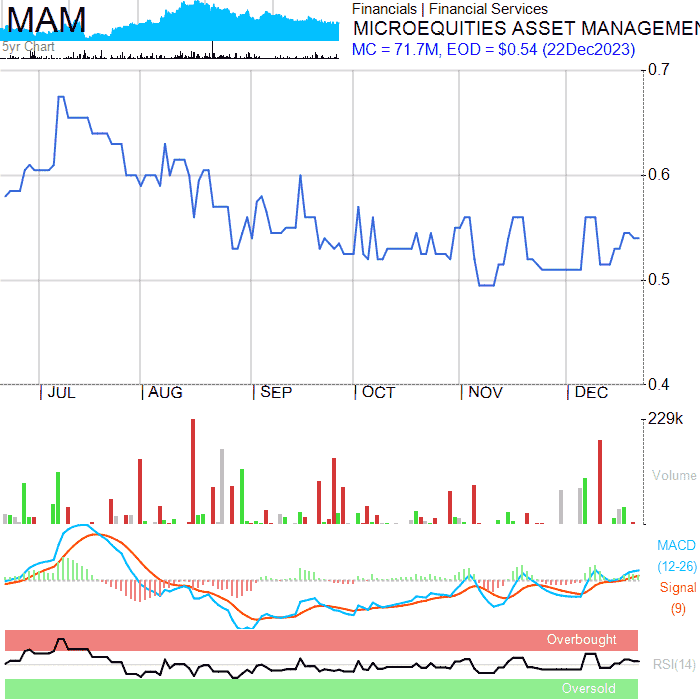 MAM
5yr Chart
Financials | Financial Services
MICROEQUITIES ASSET MANAGEMEN
MC = 71.7M, EOD = $0.54 (22Dec2023)
0.7
0.6
0.5
0.4
JUL AUG SEP OCT NOV DEC
229k
Volume
MACD
(12-26)
Signal
(9)
Overbought
RSI(14)
Oversold